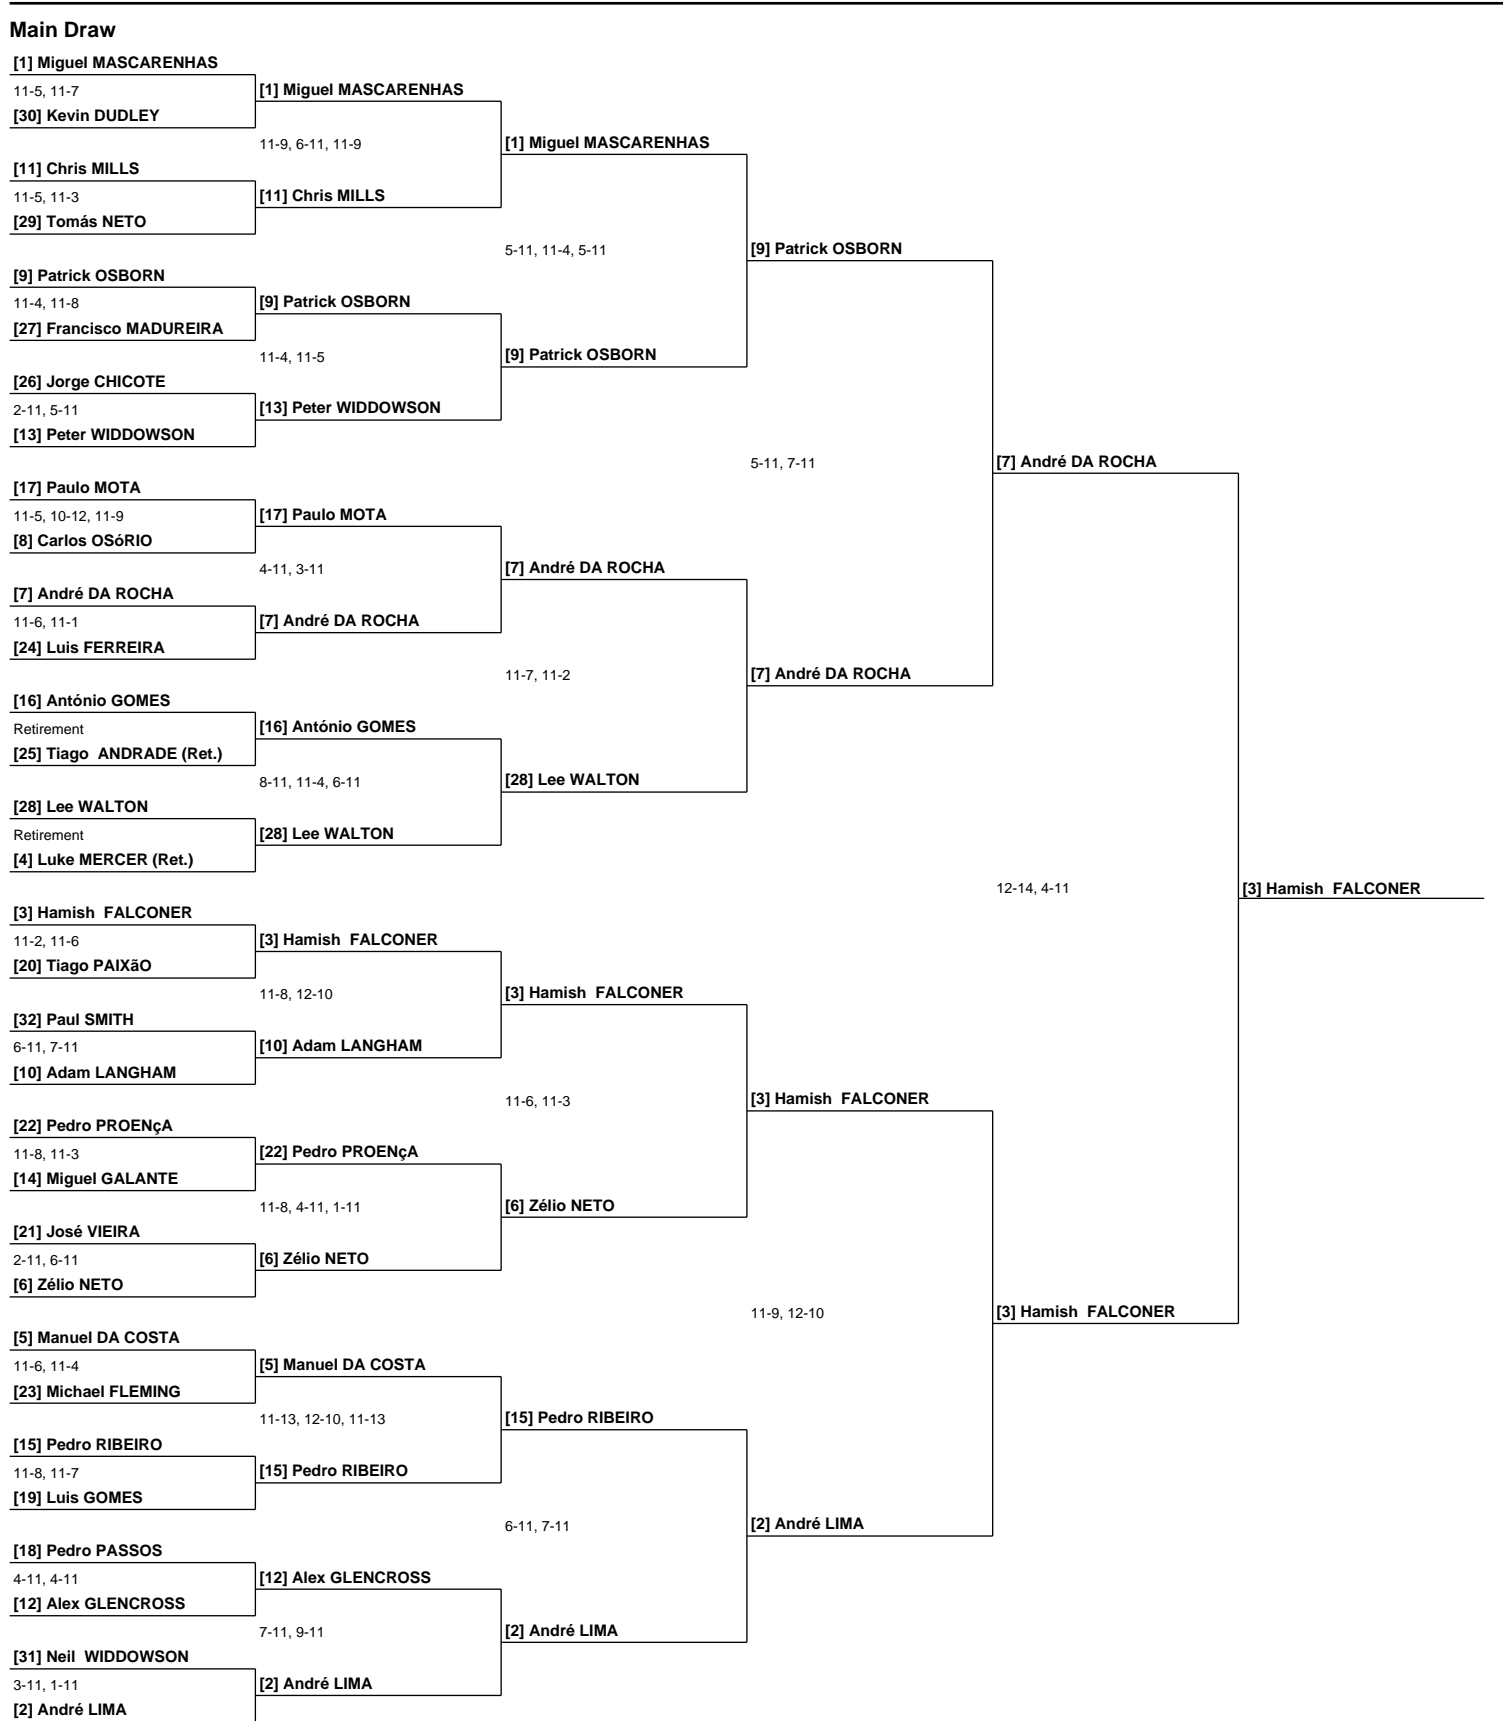 Main Draw
[1] Miguel MASCARENHAS
11-5, 11-7
[1] Miguel MASCARENHAS
[30] Kevin DUDLEY
11-9, 6-11, 11-9
[1] Miguel MASCARENHAS
[11] Chris MILLS
11-5, 11-3
[11] Chris MILLS
[29] Tomás NETO
5-11, 11-4, 5-11
[9] Patrick OSBORN
[9] Patrick OSBORN
11-4, 11-8
[9] Patrick OSBORN
[27] Francisco MADUREIRA
11-4, 11-5
[9] Patrick OSBORN
[26] Jorge CHICOTE
2-11, 5-11
[13] Peter WIDDOWSON
[13] Peter WIDDOWSON
5-11, 7-11
[7] André DA ROCHA
[17] Paulo MOTA
11-5, 10-12, 11-9
[17] Paulo MOTA
[8] Carlos OSóRIO
4-11, 3-11
[7] André DA ROCHA
[7] André DA ROCHA
11-6, 11-1
[7] André DA ROCHA
[24] Luis FERREIRA
11-7, 11-2
[7] André DA ROCHA
[16] António GOMES
Retirement
[16] António GOMES
[25] Tiago  ANDRADE (Ret.)
8-11, 11-4, 6-11
[28] Lee WALTON
[28] Lee WALTON
Retirement
[28] Lee WALTON
[4] Luke MERCER (Ret.)
12-14, 4-11
[3] Hamish  FALCONER
[3] Hamish  FALCONER
11-2, 11-6
[3] Hamish  FALCONER
[20] Tiago PAIXãO
11-8, 12-10
[3] Hamish  FALCONER
[32] Paul SMITH
6-11, 7-11
[10] Adam LANGHAM
[10] Adam LANGHAM
11-6, 11-3
[3] Hamish  FALCONER
[22] Pedro PROENçA
11-8, 11-3
[22] Pedro PROENçA
[14] Miguel GALANTE
11-8, 4-11, 1-11
[6] Zélio NETO
[21] José VIEIRA
2-11, 6-11
[6] Zélio NETO
[6] Zélio NETO
11-9, 12-10
[3] Hamish  FALCONER
[5] Manuel DA COSTA
11-6, 11-4
[5] Manuel DA COSTA
[23] Michael FLEMING
11-13, 12-10, 11-13
[15] Pedro RIBEIRO
[15] Pedro RIBEIRO
11-8, 11-7
[15] Pedro RIBEIRO
[19] Luis GOMES
6-11, 7-11
[2] André LIMA
[18] Pedro PASSOS
4-11, 4-11
[12] Alex GLENCROSS
[12] Alex GLENCROSS
7-11, 9-11
[2] André LIMA
[31] Neil  WIDDOWSON
3-11, 1-11
[2] André LIMA
[2] André LIMA